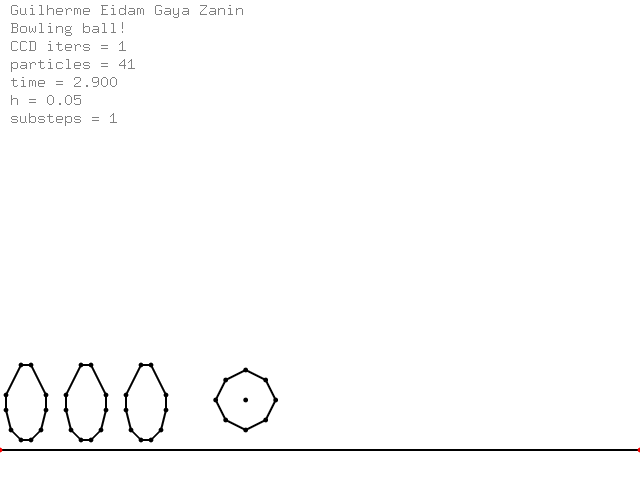 Guilherme Eidam Gaya Zanin
Bowling ball!
CCD iters = 1
particles = 41
time = 2.900
h = 0.05
substeps = 1